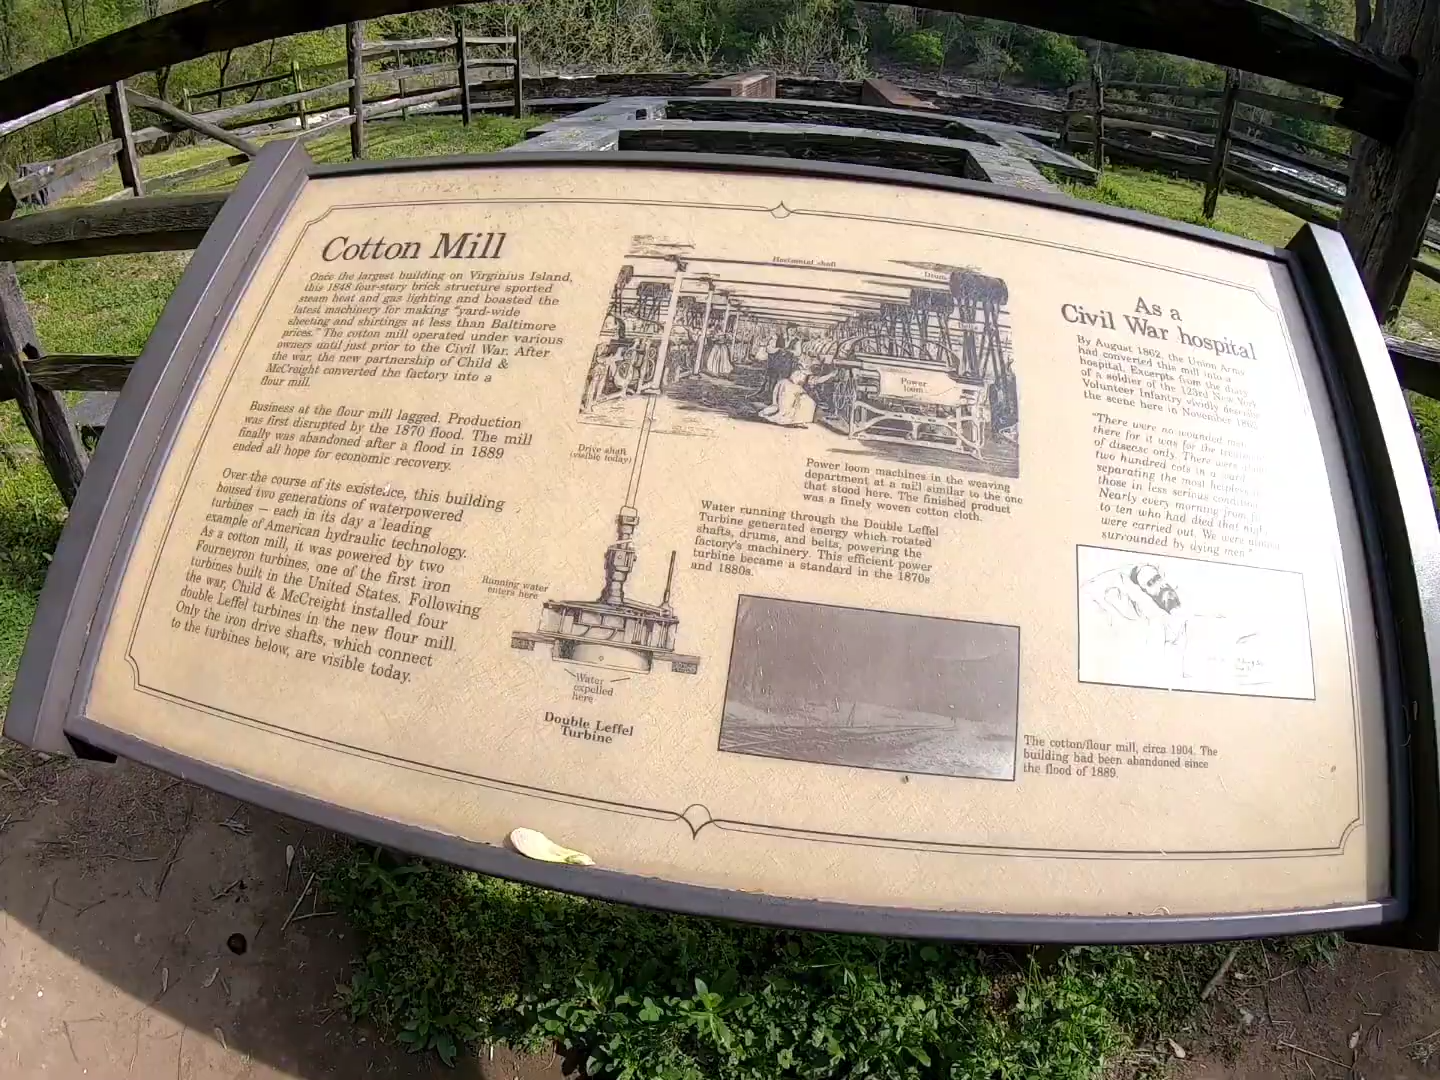 Cotton Mill
Once the largest building on Virginius Island,
this 1848 four-story brick structure sported
steam heat and gas lighting and boasted the
latest machinery for making "yard-wide
sheeting and shirtings at less than Baltimore
prices." The cotton mill operated under various
owners until just prior to the Civil War. After
the war, the new partnership of Child &
McCreight converted the factory into a
flour mill.
Business at the flour mill lagged. Production
was first disrupted by the 1870 flood. The mill
finally was abandoned after a flood in 1889
ended all hope for economic recovery.
Over the course of its existence, this building
housed two generations of waterpowered
turbines — each in its day a leading
example of American hydraulic technology.
As a cotton mill, it was powered by two
Fourneyron turbines, one of the first iron
turbines built in the United States. Following
the war, Child & McCreight installed four
double Leffel turbines in the new flour mill.
Only the iron drive shafts, which connect
to the turbines below, are visible today.
Horizontal shaft
Drum
Belts
Power
loom
Drive shaft
(visible today)
Power loom machines in the weaving
department at a mill similar to the one
that stood here. The finished product
was a finely woven cotton cloth.
Water running through the Double Leffel
Turbine generated energy which rotated
shafts, drums, and belts, powering the
factory's machinery. This efficient power
turbine became a standard in the 1870s
and 1880s.
Running water
enters here
Water
expelled
here
Double Leffel
Turbine
The cotton/flour mill, circa 1904. The
building had been abandoned since
the flood of 1889.
As a
Civil War hospital
By August 1862, the Union Army
had converted this mill into a
hospital. Excerpts from the diary
of a soldier of the 123rd New York
Volunteer Infantry vividly describe
the scene here in November 1862.
"There were no wounded men
there for it was for the treatment
of disease only. There were
two hundred cots in a ward
separating the most helpless
those in less serious condition.
Nearly every morning from
to ten who had died that night
were carried out. We were
surrounded by dying men."